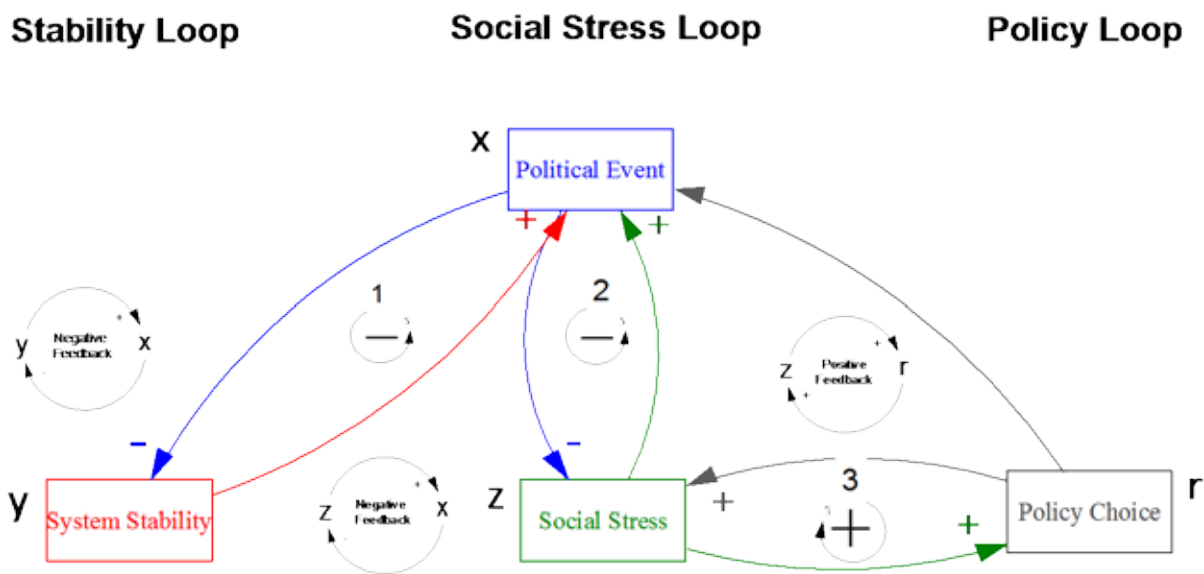 Stability Loop
Social Stress Loop
Policy Loop
x
Political Event
+
+
1
2
−
−
y
Negative
Feedback
x
+
-
z
Positive
Feedback
r
+
+
−
−
y
System Stability
z
Negative
Feedback
x
+
-
z
Social Stress
+
3
+
+
Policy Choice
r